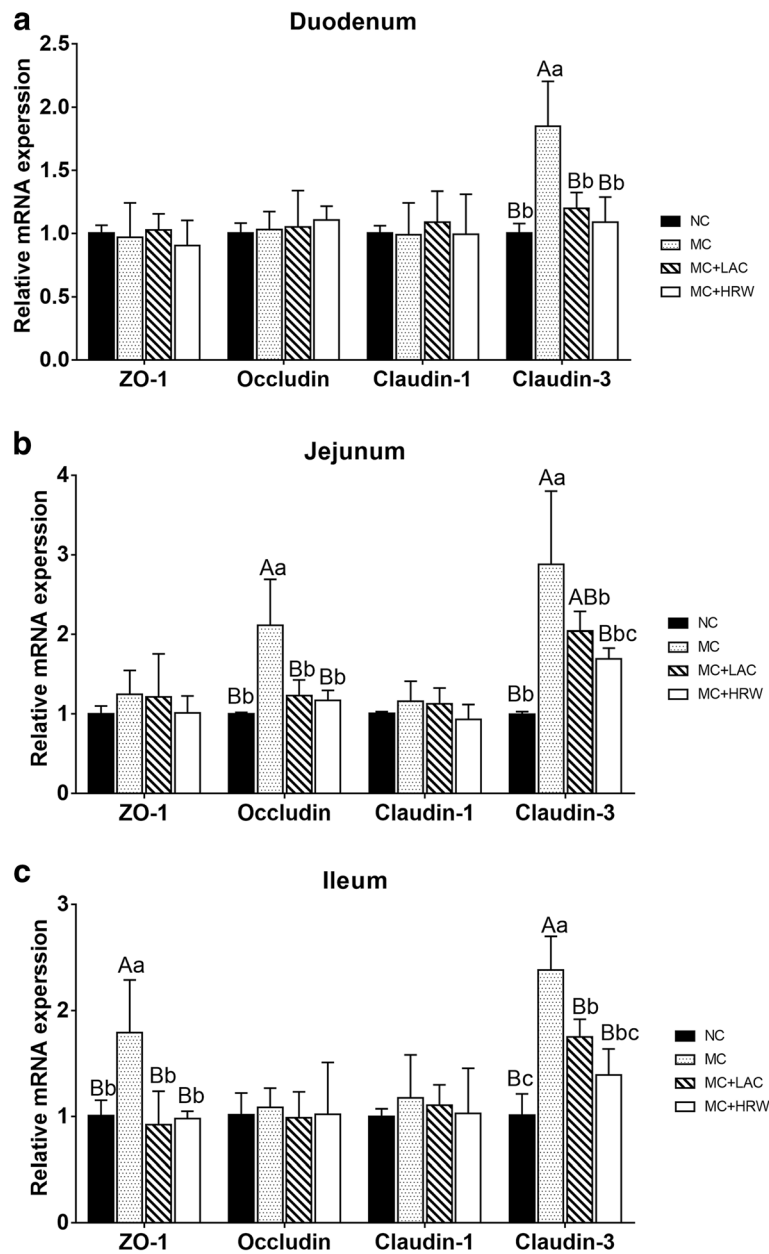 a
Duodenum
Relative mRNA experssion
2.5
2.0
1.5
1.0
0.5
0.0
Aa
Bb Bb Bb
ZO-1 Occludin Claudin-1 Claudin-3
NC
MC
MC+LAC
MC+HRW
b
Jejunum
Relative mRNA experssion
4
3
2
1
0
Bb Aa Bb Bb
Bb Aa ABb Bbc
ZO-1 Occludin Claudin-1 Claudin-3
NC
MC
MC+LAC
MC+HRW
c
Ileum
Relative mRNA experssion
3
2
1
0
Bb Aa Bb Bb
Bc Aa Bb Bbc
ZO-1 Occludin Claudin-1 Claudin-3
NC
MC
MC+LAC
MC+HRW